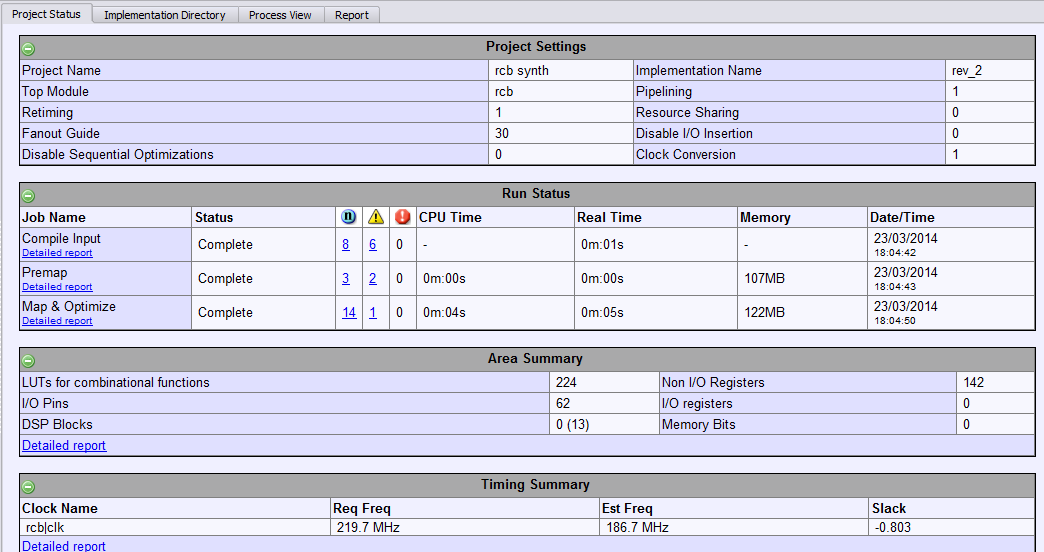 Project Status Implementation Directory Process View Report
Project Settings
Project Name rcb synth Implementation Name rev_2
Top Module rcb Pipelining 1
Retiming 1 Resource Sharing 0
Fanout Guide 30 Disable I/O Insertion 0
Disable Sequential Optimizations 0 Clock Conversion 1
Run Status
Job Name Status n ! ! CPU Time Real Time Memory Date/Time
Compile Input Complete 8 6 0 - 0m:01s - 23/03/2014
Detailed report 18:04:42
Premap Complete 3 2 0 0m:00s 0m:00s 107MB 23/03/2014
Detailed report 18:04:43
Map & Optimize Complete 14 1 0 0m:04s 0m:05s 122MB 23/03/2014
Detailed report 18:04:50
Area Summary
LUTs for combinational functions 224 Non I/O Registers 142
I/O Pins 62 I/O registers 0
DSP Blocks 0 (13) Memory Bits 0
Detailed report
Timing Summary
Clock Name Req Freq Est Freq Slack
rcb|clk 219.7 MHz 186.7 MHz -0.803
Detailed report